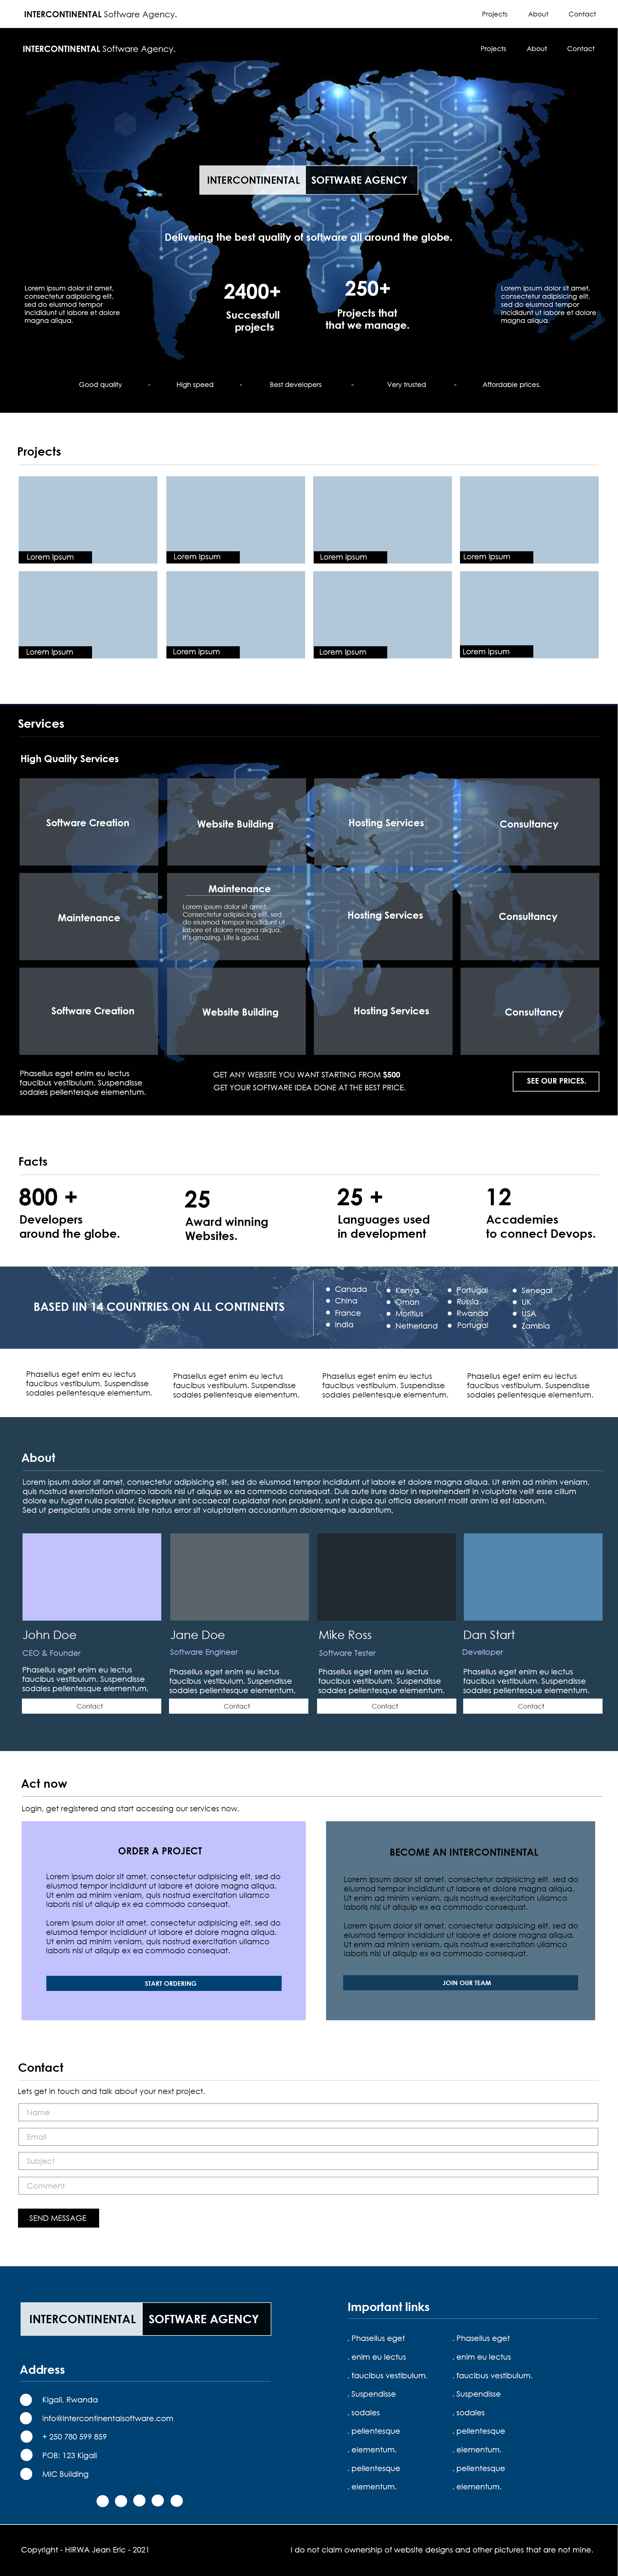 INTERCONTINENTAL Software Agency.
Projects About Contact
INTERCONTINENTAL Software Agency.
Projects About Contact
INTERCONTINENTAL SOFTWARE AGENCY
Delivering the best quality of software all around the globe.
Lorem ipsum dolor sit amet,
consectetur adipisicing elit,
sed do eiusmod tempor
incididunt ut labore et dolore
magna aliqua.
2400+
Successfull
projects
250+
Projects that
that we manage.
Lorem ipsum dolor sit amet,
consectetur adipisicing elit,
sed do eiusmod tempor
incididunt ut labore et dolore
magna aliqua.
Good quality - High speed - Best developers - Very trusted - Affordable prices.
Projects
Lorem ipsum
Lorem ipsum
Lorem ipsum
Lorem ipsum
Lorem ipsum
Lorem ipsum
Lorem ipsum
Lorem ipsum
Services
High Quality Services
Software Creation
Website Building
Hosting Services
Consultancy
Maintenance
Maintenance
Lorem ipsum dolor sit amet,
Consectetur adipisicing elit, sed
do eiusmod tempor incididunt ut
labore et dolore magna aliqua.
It's amazing. Life is good.
Hosting Services
Consultancy
Software Creation
Website Building
Hosting Services
Consultancy
Phasellus eget enim eu lectus
faucibus vestibulum. Suspendisse
sodales pellentesque elementum.
GET ANY WEBSITE YOU WANT STARTING FROM $500
GET YOUR SOFTWARE IDEA DONE AT THE BEST PRICE.
SEE OUR PRICES.
Facts
800 +
Developers
around the globe.
25
Award winning
Websites.
25 +
Languages used
in development
12
Accademies
to connect Devops.
BASED IIN 14 COUNTRIES ON ALL CONTINENTS
Canada
China
France
India
Kenya
Oman
Moritius
Netherland
Portugal
Russia
Rwanda
Portugal
Senegal
UK
USA
Zambia
Phasellus eget enim eu lectus
faucibus vestibulum. Suspendisse
sodales pellentesque elementum.
Phasellus eget enim eu lectus
faucibus vestibulum. Suspendisse
sodales pellentesque elementum.
Phasellus eget enim eu lectus
faucibus vestibulum. Suspendisse
sodales pellentesque elementum.
Phasellus eget enim eu lectus
faucibus vestibulum. Suspendisse
sodales pellentesque elementum.
About
Lorem ipsum dolor sit amet, consectetur adipisicing elit, sed do eiusmod tempor incididunt ut labore et dolore magna aliqua. Ut enim ad minim veniam,
quis nostrud exercitation ullamco laboris nisi ut aliquip ex ea commodo consequat. Duis aute irure dolor in reprehenderit in voluptate velit esse cillum
dolore eu fugiat nulla pariatur. Excepteur sint occaecat cupidatat non proident, sunt in culpa qui officia deserunt mollit anim id est laborum.
Sed ut perspiciatis unde omnis iste natus error sit voluptatem accusantium doloremque laudantium,
John Doe
CEO & Founder
Phasellus eget enim eu lectus
faucibus vestibulum. Suspendisse
sodales pellentesque elementum.
Contact
Jane Doe
Software Engineer
Phasellus eget enim eu lectus
faucibus vestibulum. Suspendisse
sodales pellentesque elementum.
Contact
Mike Ross
Software Tester
Phasellus eget enim eu lectus
faucibus vestibulum. Suspendisse
sodales pellentesque elementum.
Contact
Dan Start
Develloper
Phasellus eget enim eu lectus
faucibus vestibulum. Suspendisse
sodales pellentesque elementum.
Contact
Act now
Login, get registered and start accessing our services now.
ORDER A PROJECT
Lorem ipsum dolor sit amet, consectetur adipisicing elit, sed do
eiusmod tempor incididunt ut labore et dolore magna aliqua.
Ut enim ad minim veniam, quis nostrud exercitation ullamco
laboris nisi ut aliquip ex ea commodo consequat.
Lorem ipsum dolor sit amet, consectetur adipisicing elit, sed do
eiusmod tempor incididunt ut labore et dolore magna aliqua.
Ut enim ad minim veniam, quis nostrud exercitation ullamco
laboris nisi ut aliquip ex ea commodo consequat.
START ORDERING
BECOME AN INTERCONTINENTAL
Lorem ipsum dolor sit amet, consectetur adipisicing elit, sed do
eiusmod tempor incididunt ut labore et dolore magna aliqua.
Ut enim ad minim veniam, quis nostrud exercitation ullamco
laboris nisi ut aliquip ex ea commodo consequat.
Lorem ipsum dolor sit amet, consectetur adipisicing elit, sed do
eiusmod tempor incididunt ut labore et dolore magna aliqua.
Ut enim ad minim veniam, quis nostrud exercitation ullamco
laboris nisi ut aliquip ex ea commodo consequat.
JOIN OUR TEAM
Contact
Lets get in touch and talk about your next project.
Name
Email
Subject
Comment
SEND MESSAGE
INTERCONTINENTAL SOFTWARE AGENCY
Address
Kigali, Rwanda
info@intercontinentalsoftware.com
+ 250 780 599 859
POB: 123 Kigali
MIC Building
Important links
. Phasellus eget
. enim eu lectus
. faucibus vestibulum.
. Suspendisse
. sodales
. pellentesque
. elementum.
. pellentesque
. elementum.
. Phasellus eget
. enim eu lectus
. faucibus vestibulum.
. Suspendisse
. sodales
. pellentesque
. elementum.
. pellentesque
. elementum.
Copyright - HIRWA Jean Eric - 2021
I do not claim ownership of website designs and other pictures that are not mine.